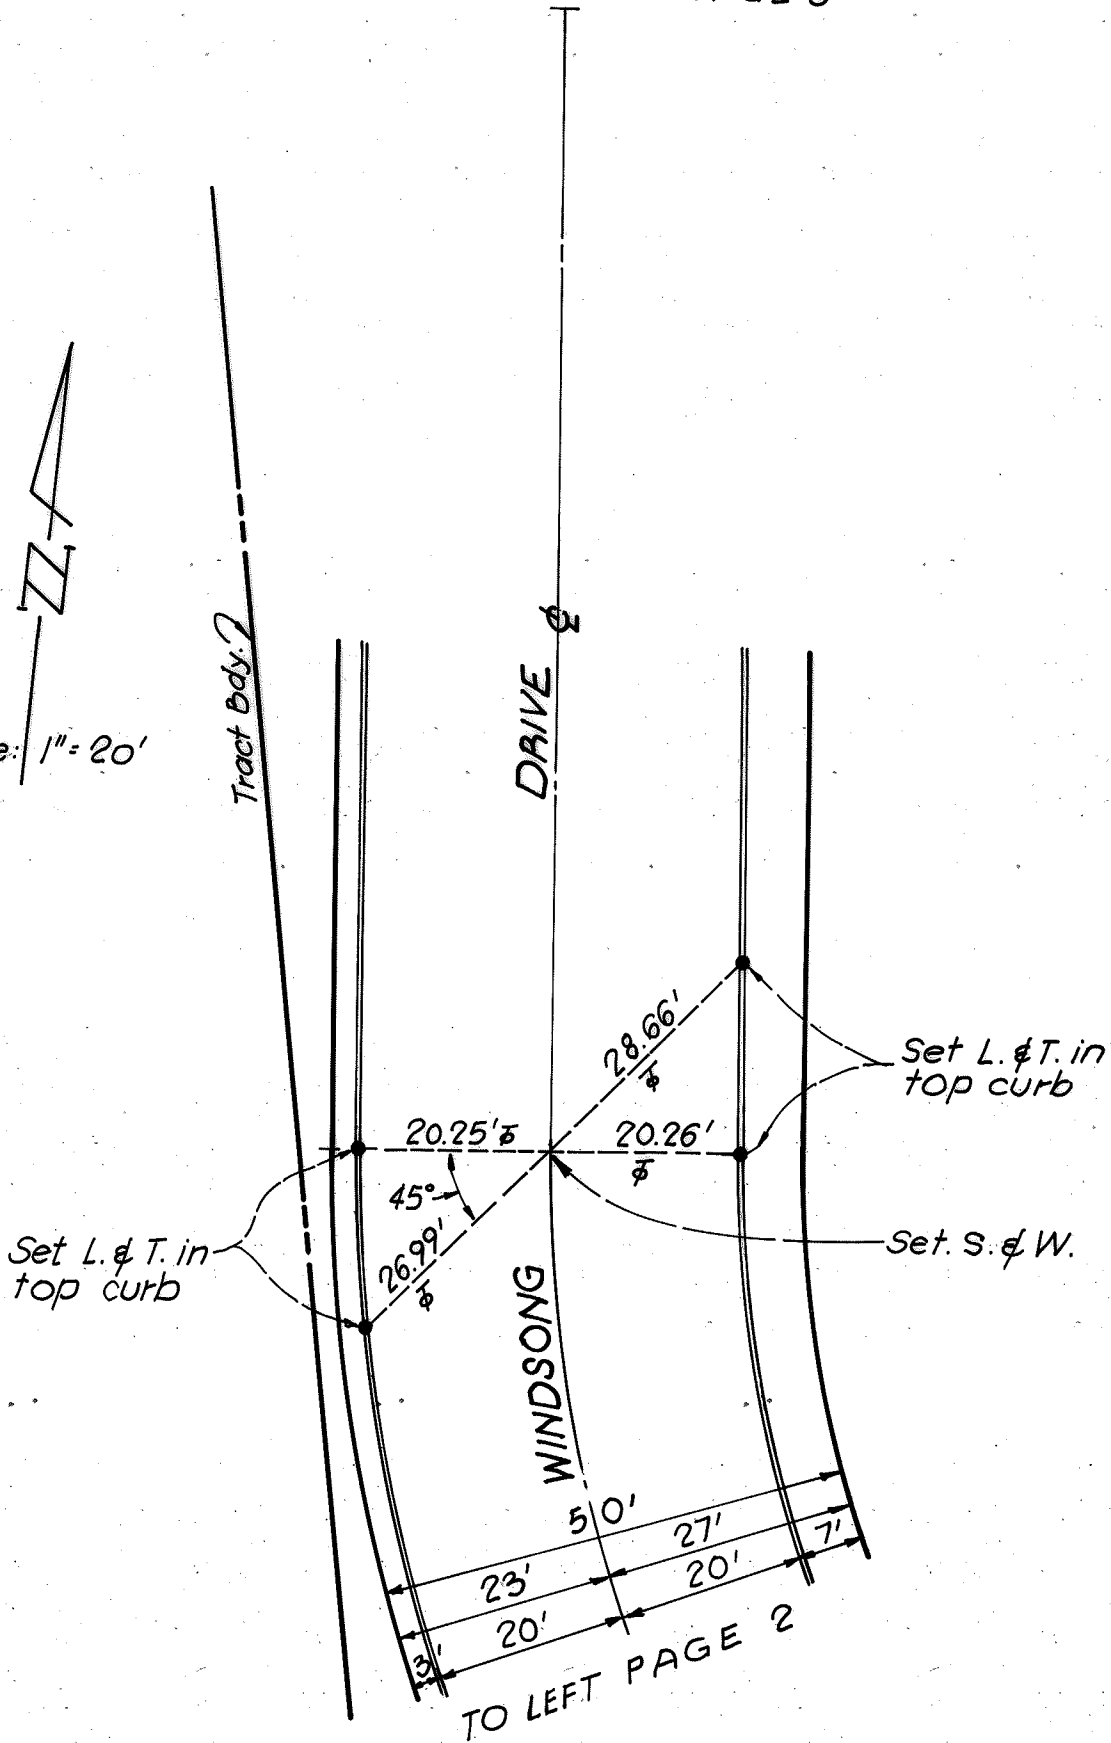 Tract Bdy.
DRIVE
1" = 20'
28.66'
Set L. & T. in
top curb
20.25'
20.26'
45°
26.99'
Set L. & T. in
top curb
Set. S. & W.
WINDSONG
50'
27'
7'
23'
20'
20'
3'
TO LEFT PAGE 2